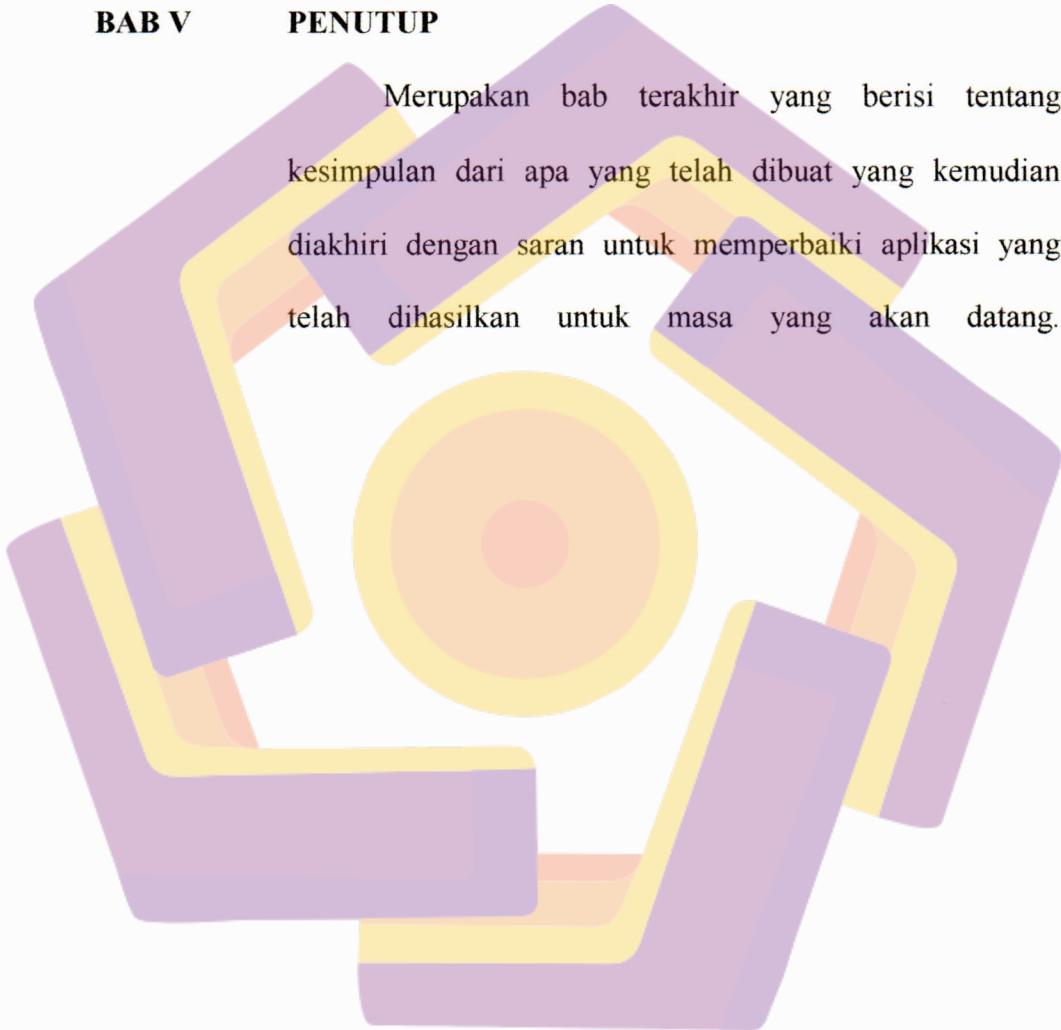 BAB V PENUTUP
Merupakan bab terakhir yang berisi tentang
kesimpulan dari apa yang telah dibuat yang kemudian
diakhiri dengan saran untuk memperbaiki aplikasi yang
telah dihasilkan untuk masa yang akan datang.